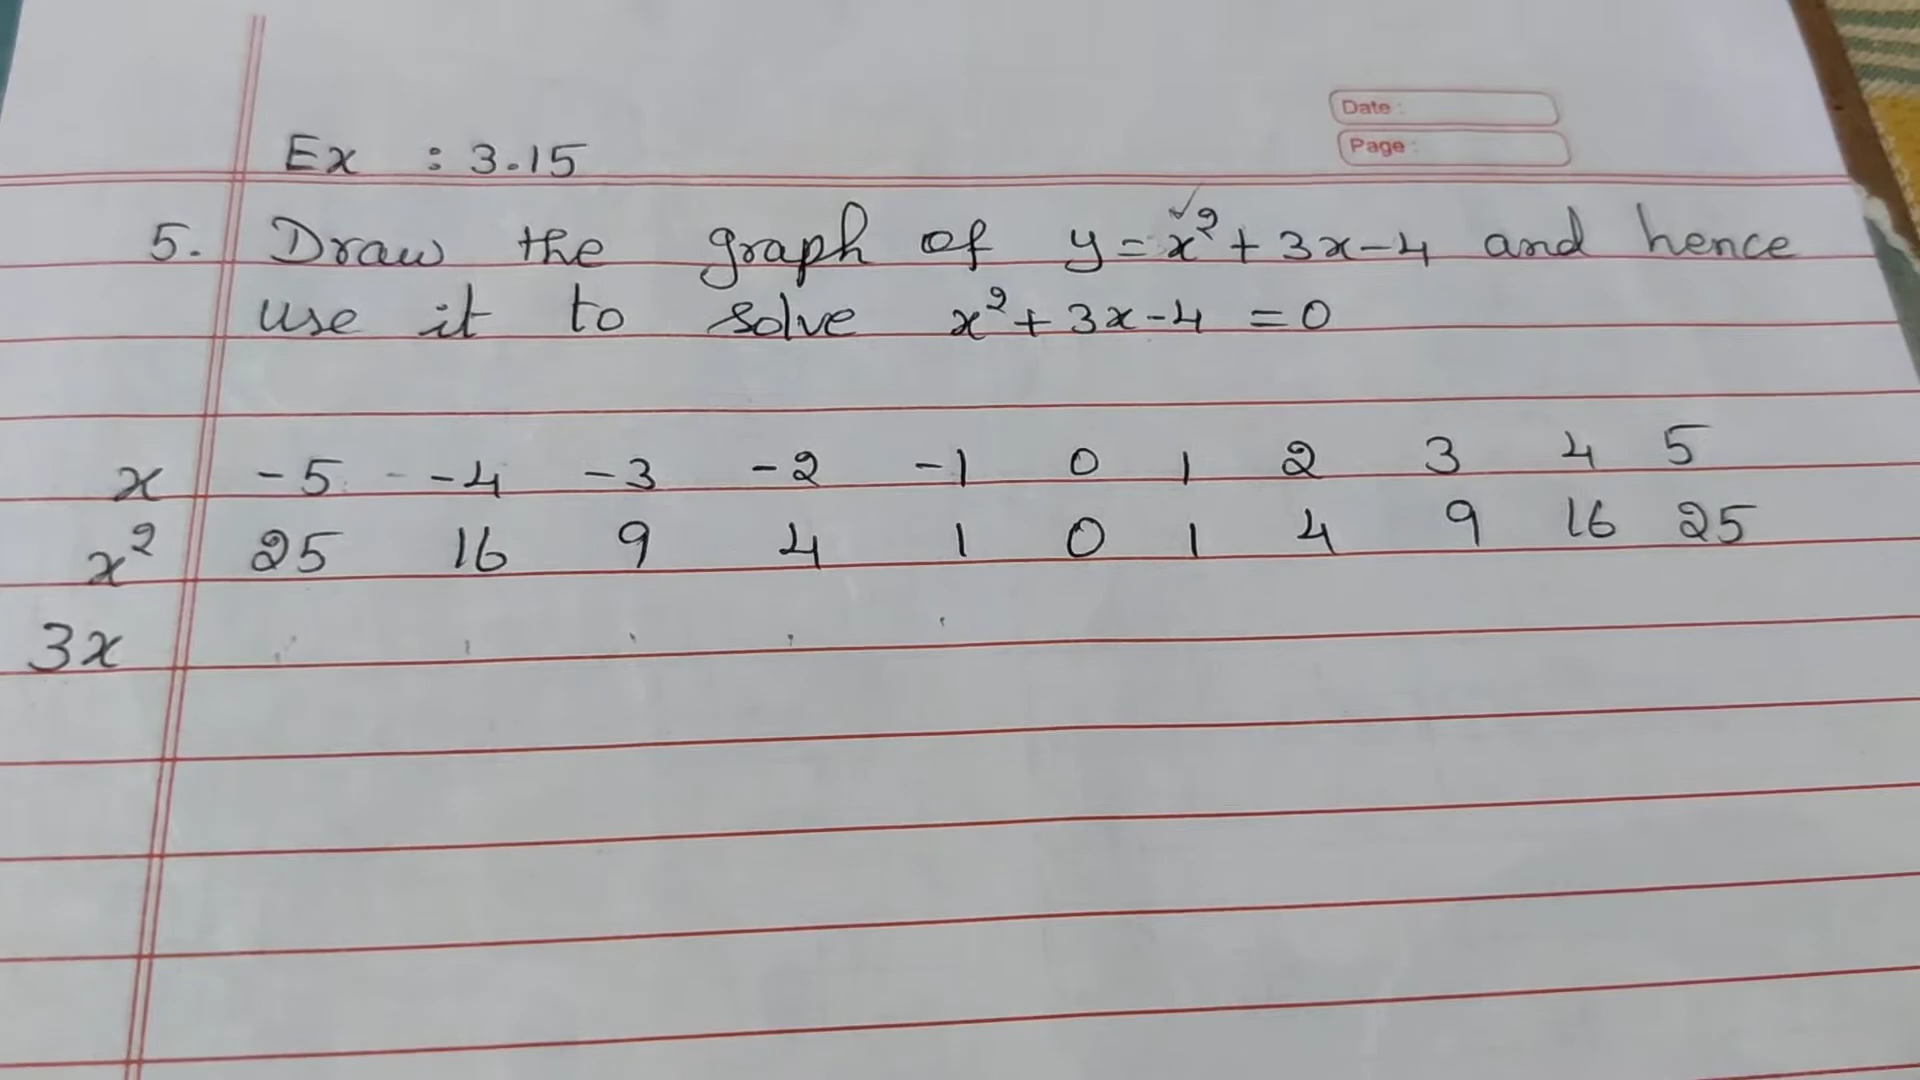 Date :
Page :
Ex : 3.15
5. Draw the graph of y = x² + 3x - 4 and hence
use it to solve x² + 3x - 4 = 0
x -5 -4 -3 -2 -1 0 1 2 3 4 5
x² 25 16 9 4 1 0 1 4 9 16 25
3x